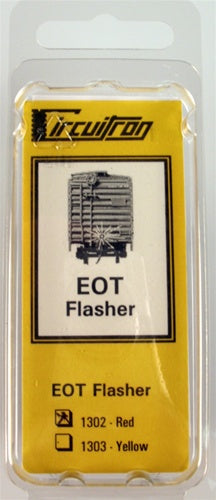 Circuitron
EOT
Flasher
EOT Flasher
1302 - Red
1303 - Yellow